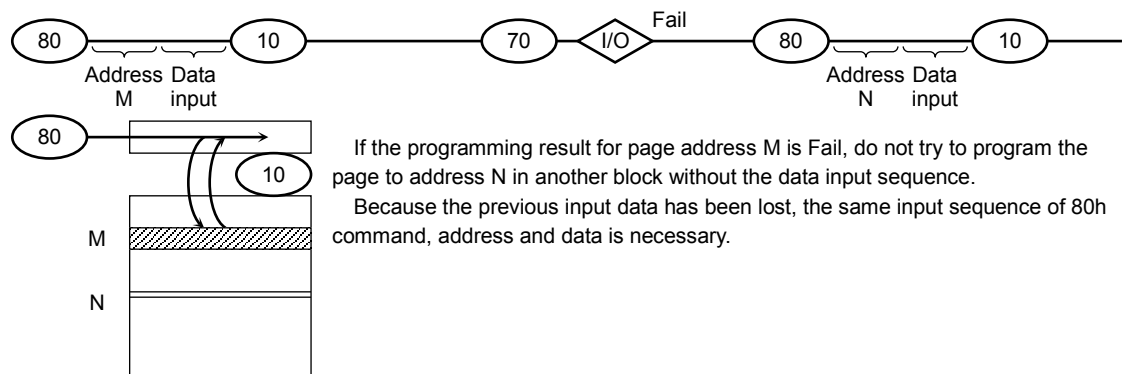 Fail
80 10 70 I/O 80 10
Address Data Address Data
M input N input
80
10
If the programming result for page address M is Fail, do not try to program the
page to address N in another block without the data input sequence.
Because the previous input data has been lost, the same input sequence of 80h
command, address and data is necessary.
M
N